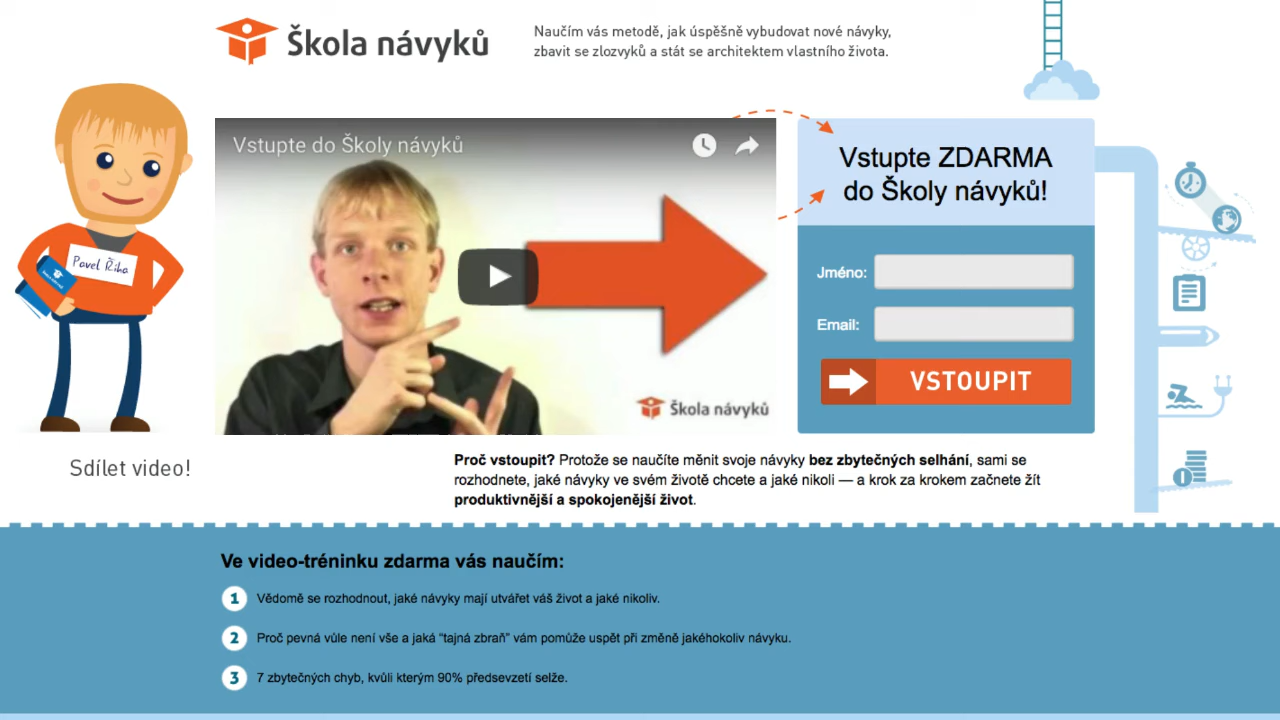 Škola návyků
Naučím vás metodě, jak úspěšně vybudovat nové návyky,
zbavit se zlozvyků a stát se architektem vlastního života.
Vstupte do Školy návyků
Škola návyků
Pavel Říha
Sdílet video!
Vstupte ZDARMA
do Školy návyků!
Jméno:
Email:
VSTOUPIT
Proč vstoupit? Protože se naučíte měnit svoje návyky bez zbytečných selhání, sami se
rozhodnete, jaké návyky ve svém životě chcete a jaké nikoli — a krok za krokem začnete žít
produktivnější a spokojenější život.
Ve video-tréninku zdarma vás naučím:
1 Vědomě se rozhodnout, jaké návyky mají utvářet váš život a jaké nikoliv.
2 Proč pevná vůle není vše a jaká “tajná zbraň” vám pomůže uspět při změně jakéhokoliv návyku.
3 7 zbytečných chyb, kvůli kterým 90% předsevzetí selže.